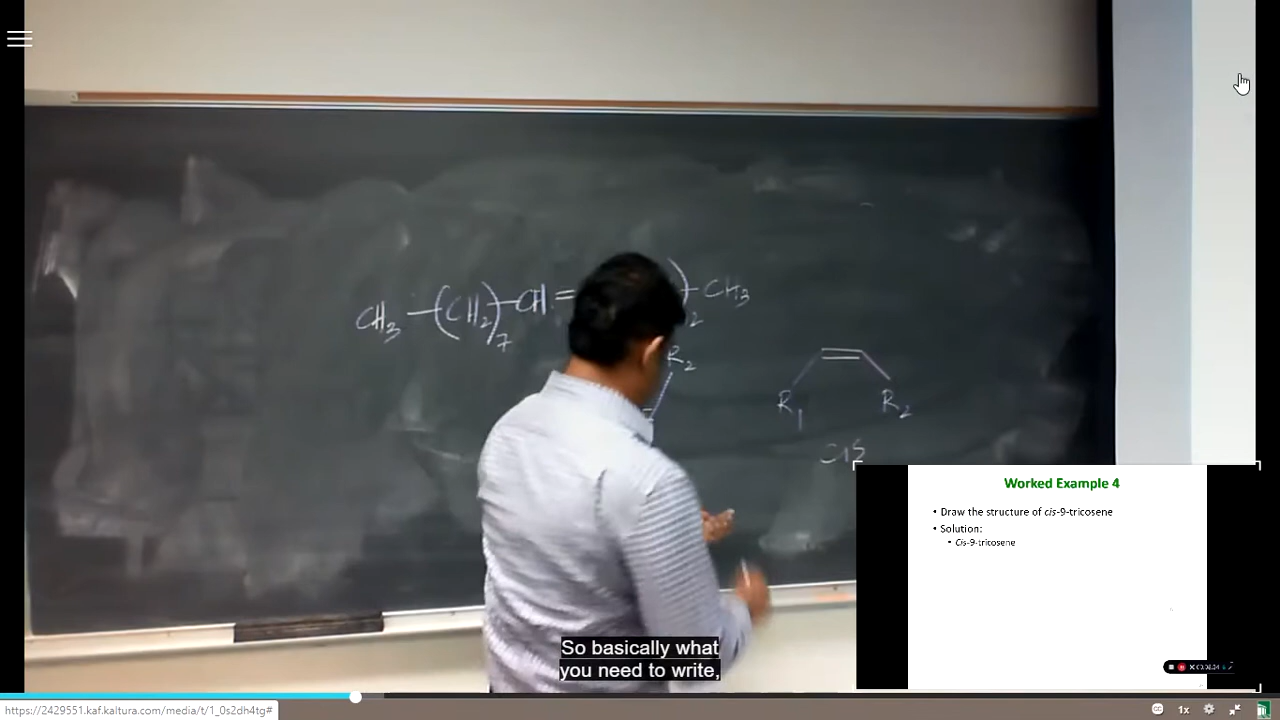 CH3-(CH2)7-CH=
)2-CH3
R2
R1
R2
cis
Worked Example 4
• Draw the structure of cis-9-tricosene
• Solution:
• Cis-9-tricosene
So basically what
you need to write,
https://2429551.kaf.kaltura.com/media/t/1_0s2dh4tg#
1x